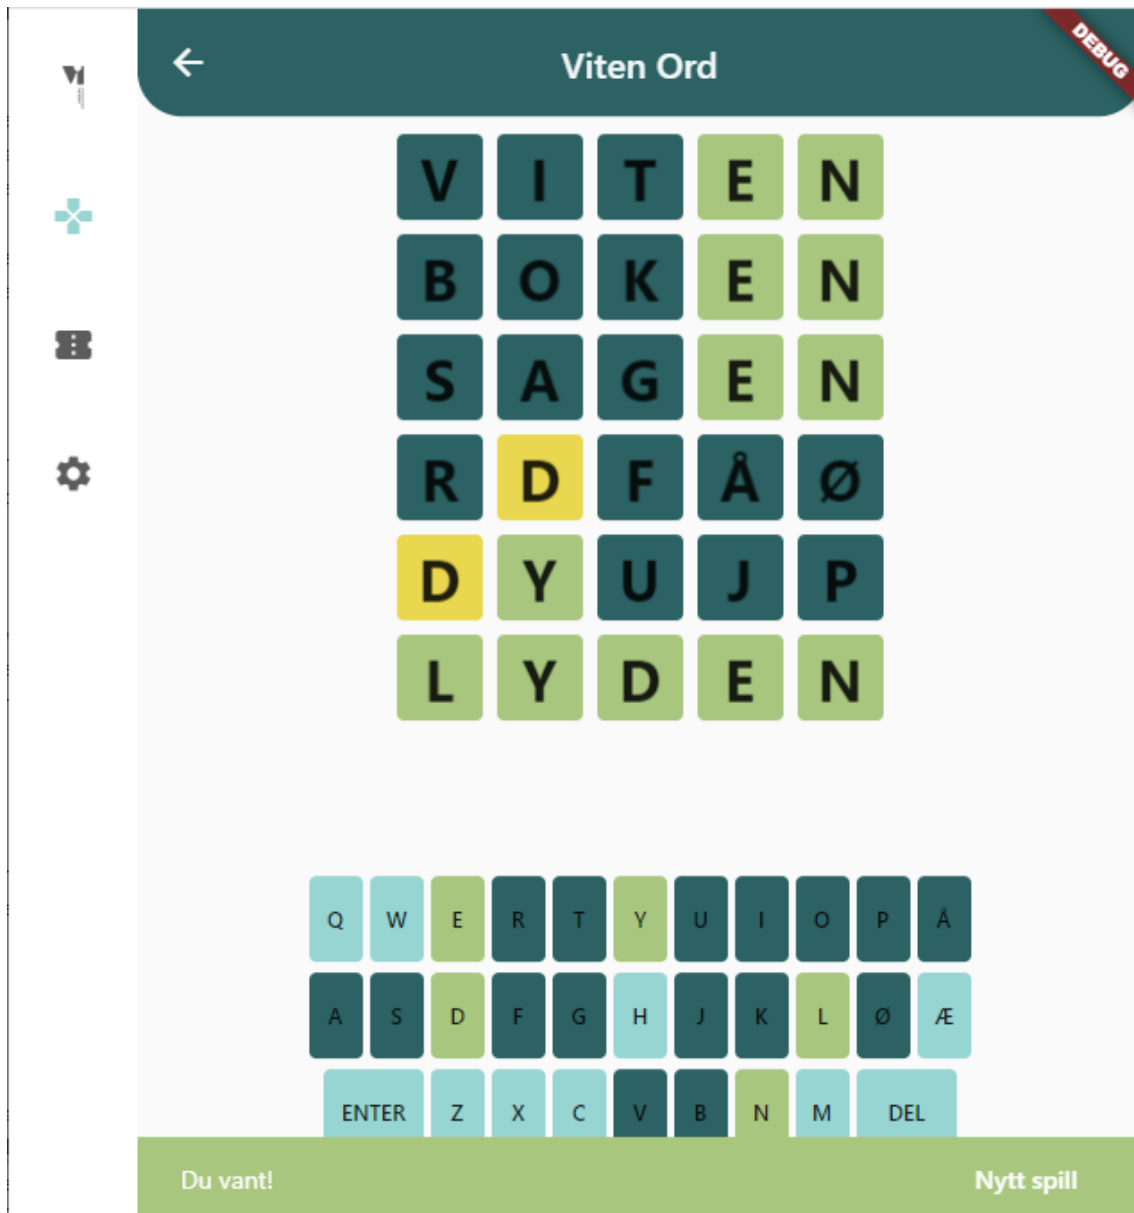 Viten Ord
DEBUG
V I T E N
B O K E N
S A G E N
R D F Å Ø
D Y U J P
L Y D E N
Q W E R T Y U I O P Å
A S D F G H J K L Ø Æ
ENTER Z X C V B N M DEL
Du vant! Nytt spill